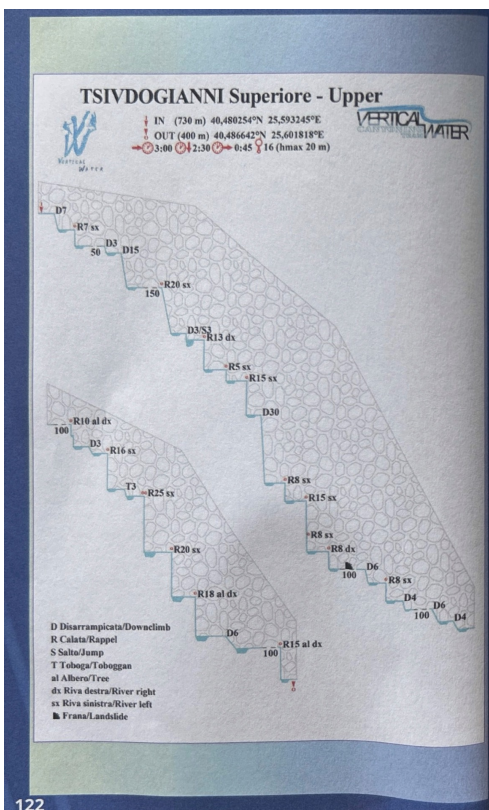 TSIVDOGIANNI Superiore - Upper
IN (730 m) 40,480254°N 25,593245°E
OUT (400 m) 40,486642°N 25,601818°E
3:00 2:30 0:45 16 (hmax 20 m)
VERTICAL WATER
VERTICAL
WATER
D7
R7 sx
50
D3
D15
150
R20 sx
D3/S3
R13 dx
R5 sx
R15 sx
D30
R8 sx
R15 sx
R8 sx
R8 dx
100
D6
R8 sx
D4
100
D6
D4
100
R10 al dx
D3
R16 sx
T3
R25 sx
R20 sx
R18 al dx
D6
100
R15 al dx
D Disarrampicata/Downclimb
R Calata/Rappel
S Salto/Jump
T Toboga/Toboggan
al Albero/Tree
dx Riva destra/River right
sx Riva sinistra/River left
Frana/Landslide
122